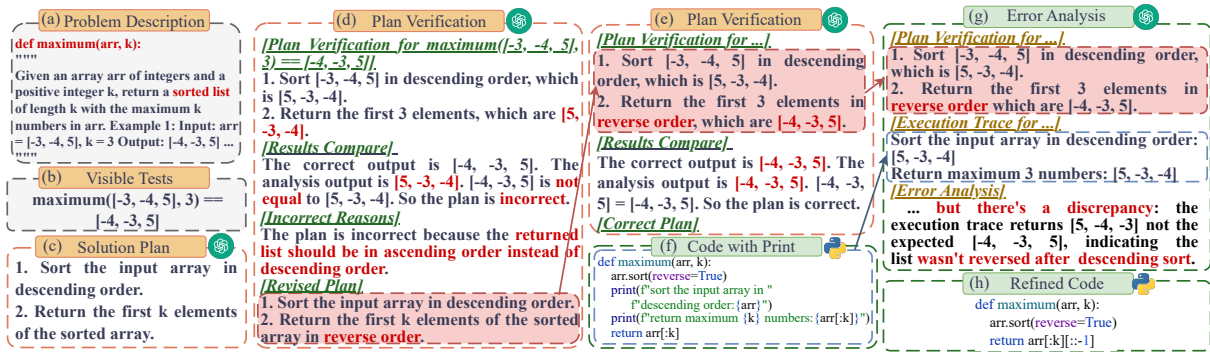 (a) Problem Description
def maximum(arr, k):
"""
Given an array arr of integers and a
positive integer k, return a sorted list
of length k with the maximum k
numbers in arr. Example 1: Input: arr
= [-3, -4, 5], k = 3 Output: [-4, -3, 5] ...
"""
(b) Visible Tests
maximum([-3, -4, 5], 3) ==
[-4, -3, 5]
(c) Solution Plan
1. Sort the input array in
descending order.
2. Return the first k elements
of the sorted array.
(d) Plan Verification
[Plan Verification for maximum([-3, -4, 5],
3) == [-4, -3, 5]]
1. Sort [-3, -4, 5] in descending order, which
is [5, -3, -4].
2. Return the first 3 elements, which are [5,
-3, -4].
[Results Compare]
The correct output is [-4, -3, 5]. The
analysis output is [5, -3, -4]. [-4, -3, 5] is not
equal to [5, -3, -4]. So the plan is incorrect.
[Incorrect Reasons]
The plan is incorrect because the returned
list should be in ascending order instead of
descending order.
[Revised Plan]
1. Sort the input array in descending order.
2. Return the first k elements of the sorted
array in reverse order.
(e) Plan Verification
[Plan Verification for ...]
1. Sort [-3, -4, 5] in descending
order, which is [5, -3, -4].
2. Return the first 3 elements in
reverse order, which are [-4, -3, 5].
[Results Compare]
The correct output is [-4, -3, 5]. The
analysis output is [-4, -3, 5]. [-4, -3,
5] = [-4, -3, 5]. So the plan is correct.
[Correct Plan]
(f) Code with Print
def maximum(arr, k):
arr.sort(reverse=True)
print(f"sort the input array in "
f"descending order:{arr}")
print(f"return maximum {k} numbers:{arr[:k]}")
return arr[:k]
(g) Error Analysis
[Plan Verification for ...]
1. Sort [-3, -4, 5] in descending order,
which is [5, -3, -4].
2. Return the first 3 elements in
reverse order which are [-4, -3, 5].
[Execution Trace for ...]
Sort the input array in descending order:
[5, -3, -4]
Return maximum 3 numbers: [5, -3, -4]
[Error Analysis]
... but there's a discrepancy: the
execution trace returns [5, -4, -3] not the
expected [-4, -3, 5], indicating the
list wasn't reversed after descending sort.
(h) Refined Code
def maximum(arr, k):
arr.sort(reverse=True)
return arr[:k][::-1]